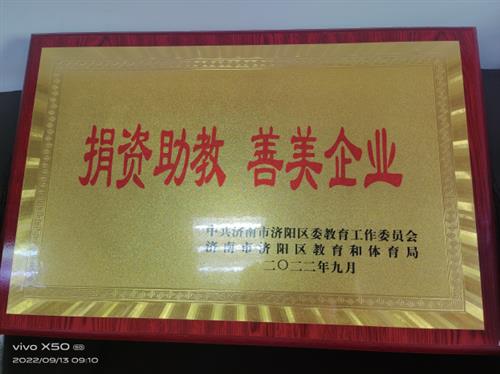 捐资助教 善美企业
中共济南市济阳区委教育工作委员会
济南市济阳区教育和体育局
二〇二二年九月
vivo X50 5G
2022/09/13 09:10